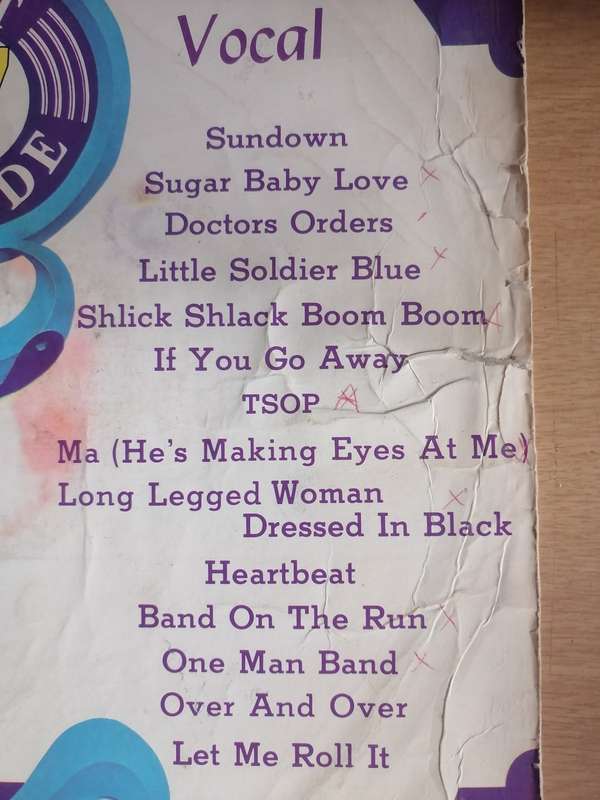 Vocal
DE
Sundown
Sugar Baby Love
Doctors Orders
Little Soldier Blue
Shlick Shlack Boom Boom
If You Go Away
TSOP
Ma (He's Making Eyes At Me)
Long Legged Woman
Dressed In Black
Heartbeat
Band On The Run
One Man Band
Over And Over
Let Me Roll It